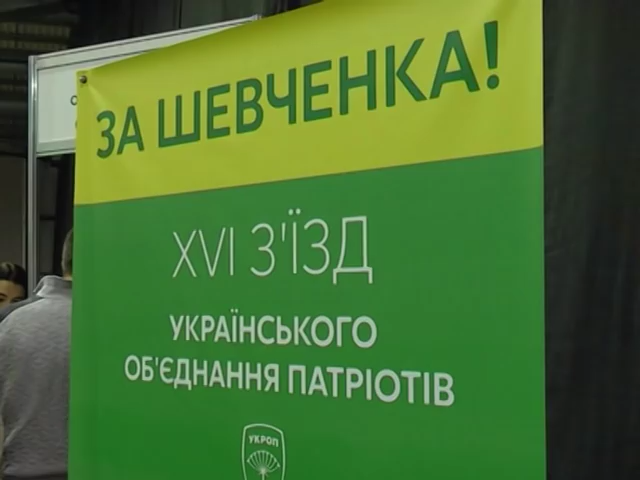 ЗА ШЕВЧЕНКА!
XVI З'ЇЗД
УКРАЇНСЬКОГО
ОБ'ЄДНАННЯ ПАТРІОТІВ
УКРОП